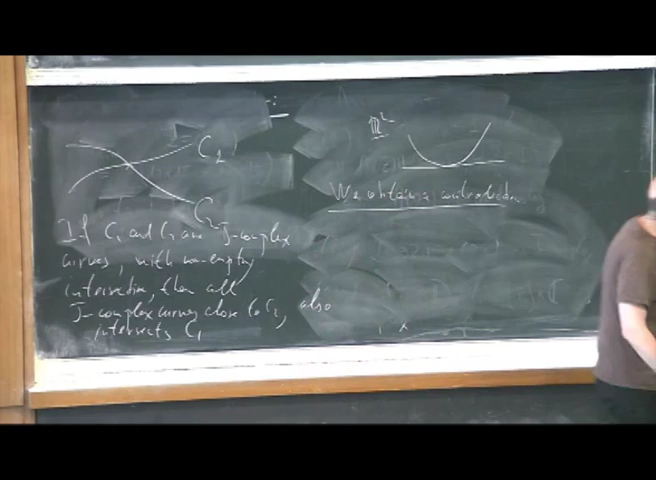 C₂
C₂
If C₁ and C₂ are J-complex
curves, with non-empty
intersection, then all
J-complex curves close to C₂, also
intersects C₁
ℝ²
We obtain a contradiction